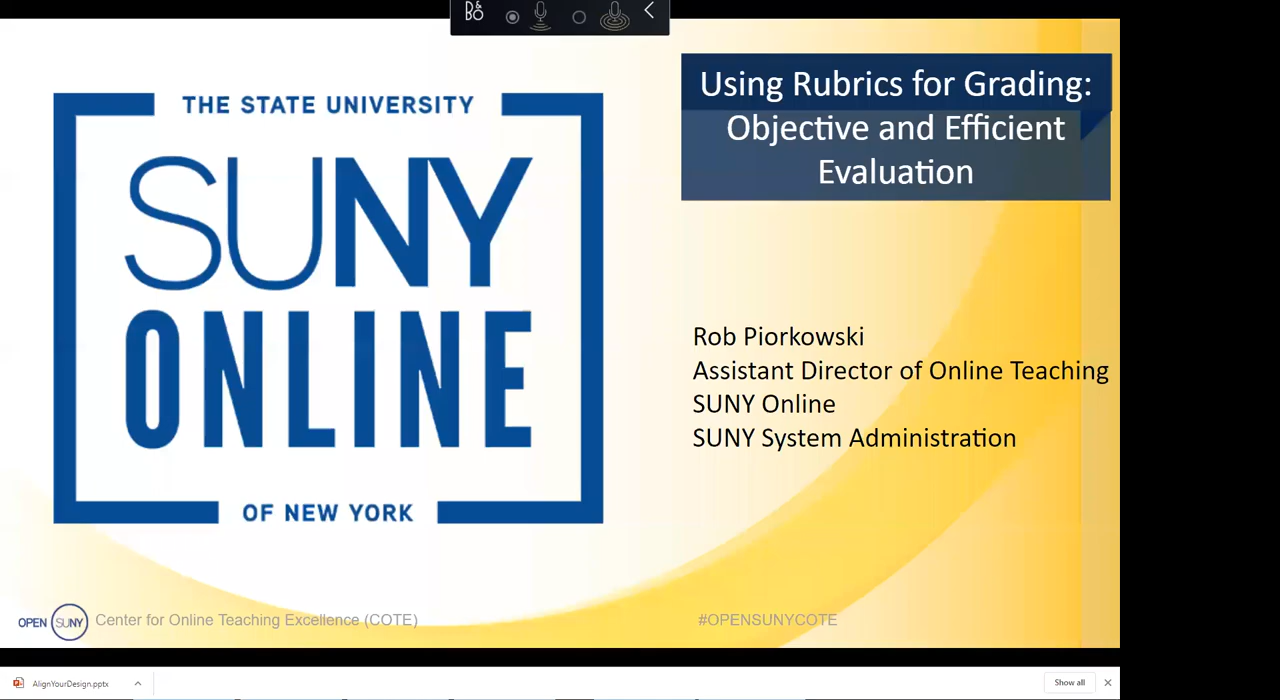 B&O
Using Rubrics for Grading:
Objective and Efficient
Evaluation
THE STATE UNIVERSITY
SUNY
ONLINE
OF NEW YORK
Rob Piorkowski
Assistant Director of Online Teaching
SUNY Online
SUNY System Administration
OPEN SUNY Center for Online Teaching Excellence (COTE)
#OPENSUNYCOTE
AlignYourDesign.pptx
Show all